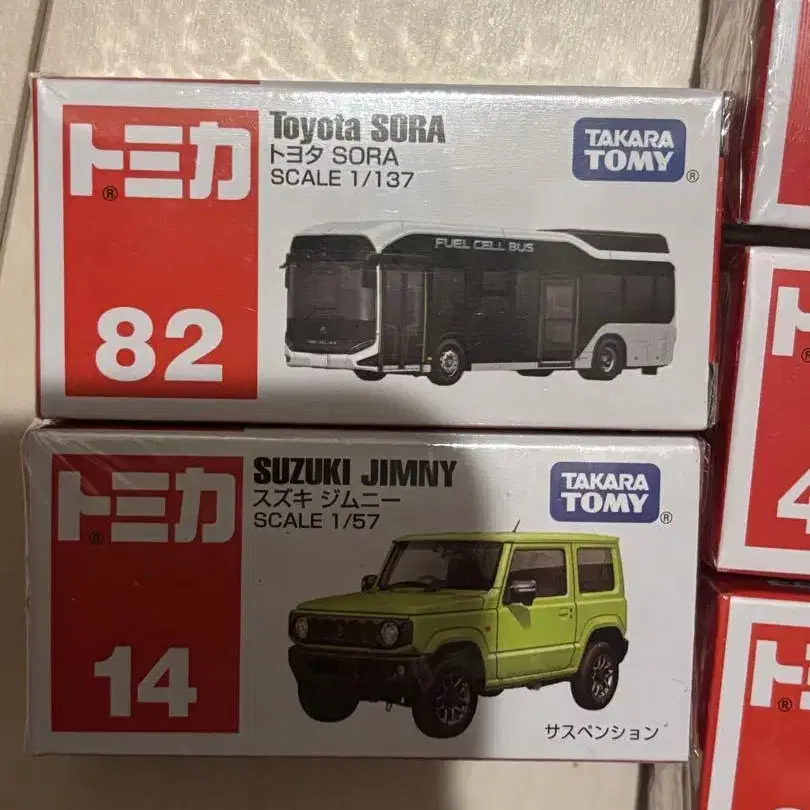 トミカ
®
82
Toyota SORA
トヨタ SORA
SCALE 1/137
TAKARA
TOMY
®
FUEL CELL BUS
トミカ
®
14
SUZUKI JIMNY
スズキ ジムニー
SCALE 1/57
TAKARA
TOMY
®
サスペンション
®
4
ト
®